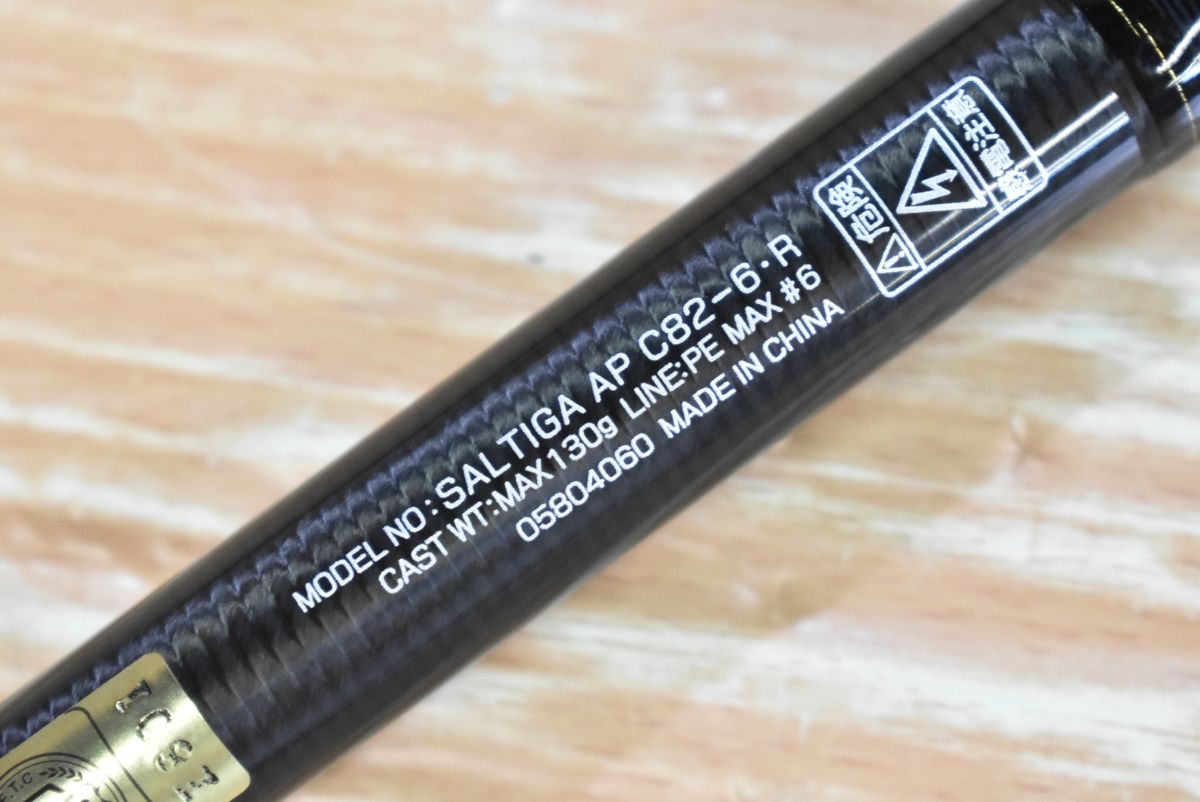 MODEL NO:SALTIGA AP C82-6・R
CAST WT:MAX130g LINE:PE MAX #6
05804060 MADE IN CHINA
危険
感電注意